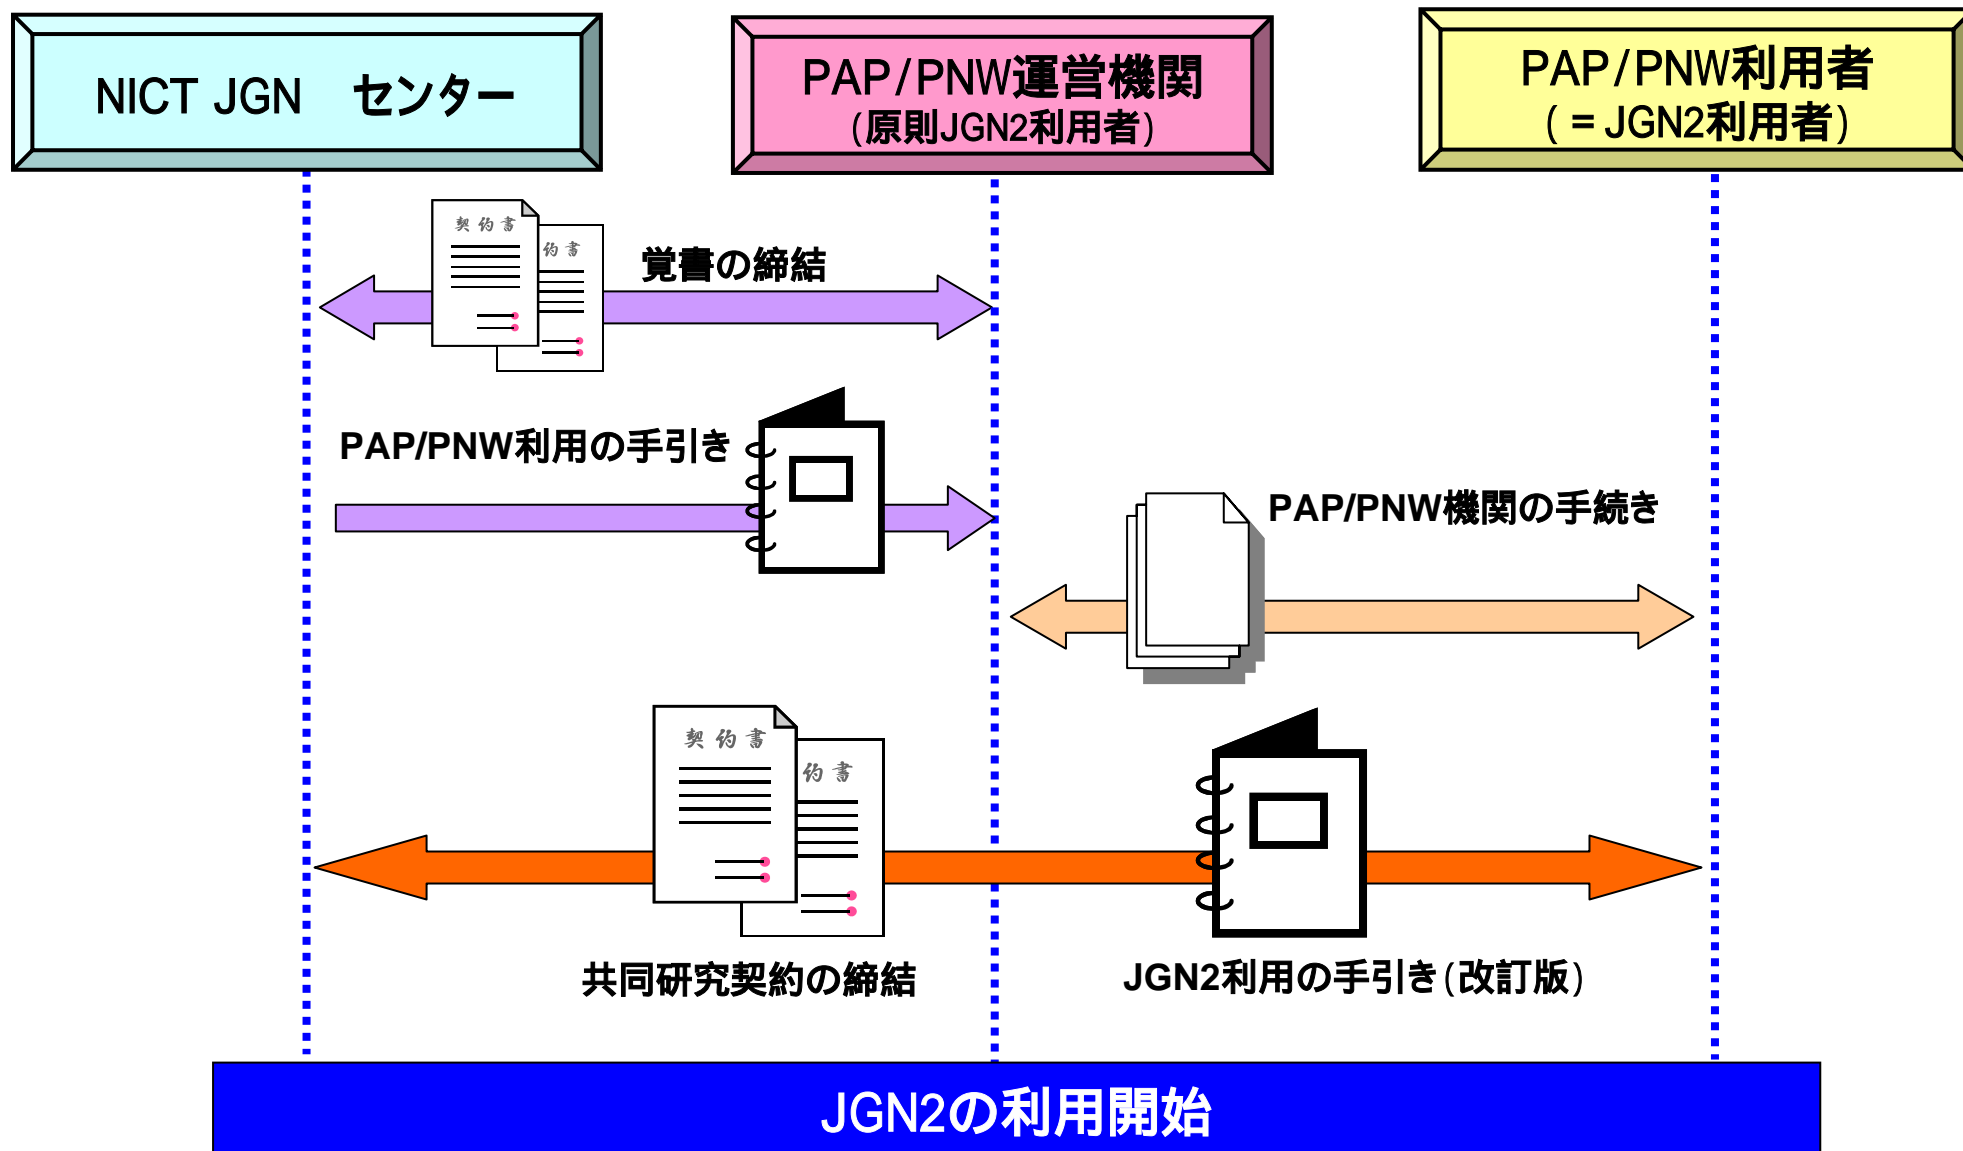 NICT JGN　センター
PAP/PNW運営機関
(原則JGN2利用者)
PAP/PNW利用者
(=JGN2利用者)
契約書
約書
覚書の締結
PAP/PNW利用の手引き
PAP/PNW機関の手続き
契約書
約書
共同研究契約の締結
JGN2利用の手引き(改訂版)
JGN2の利用開始